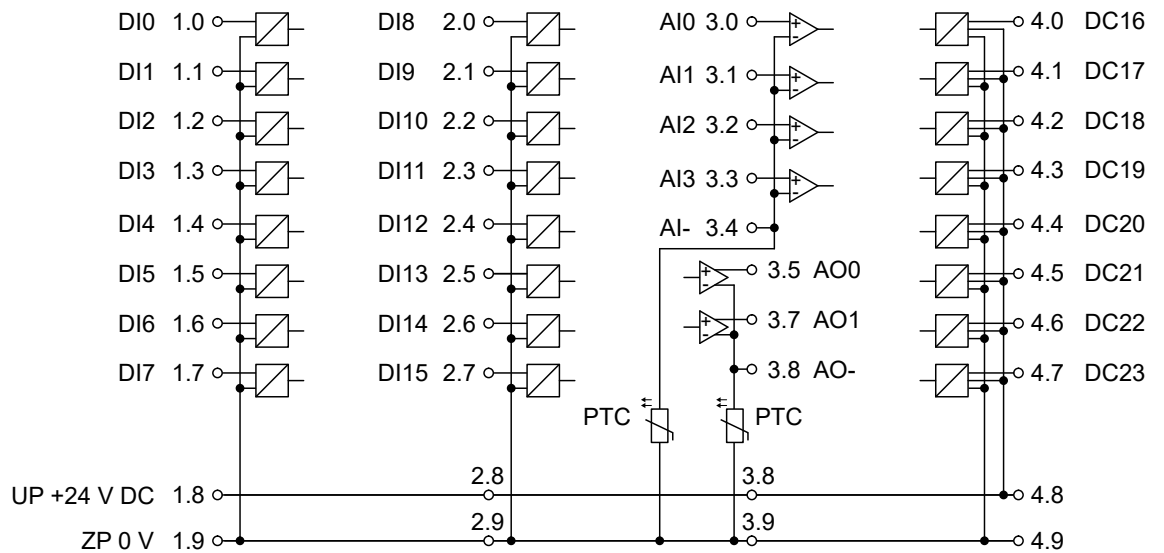 DI0 1.0 DI8 2.0 AI0 3.0 + - 4.0 DC16
DI1 1.1 DI9 2.1 AI1 3.1 + - 4.1 DC17
DI2 1.2 DI10 2.2 AI2 3.2 + - 4.2 DC18
DI3 1.3 DI11 2.3 AI3 3.3 + - 4.3 DC19
DI4 1.4 DI12 2.4 AI- 3.4 4.4 DC20
DI5 1.5 DI13 2.5 + - 3.5 AO0 4.5 DC21
DI6 1.6 DI14 2.6 + - 3.7 AO1 4.6 DC22
DI7 1.7 DI15 2.7 3.8 AO- 4.7 DC23
PTC PTC
2.8 3.8
UP +24 V DC 1.8 4.8
2.9 3.9
ZP 0 V 1.9 4.9